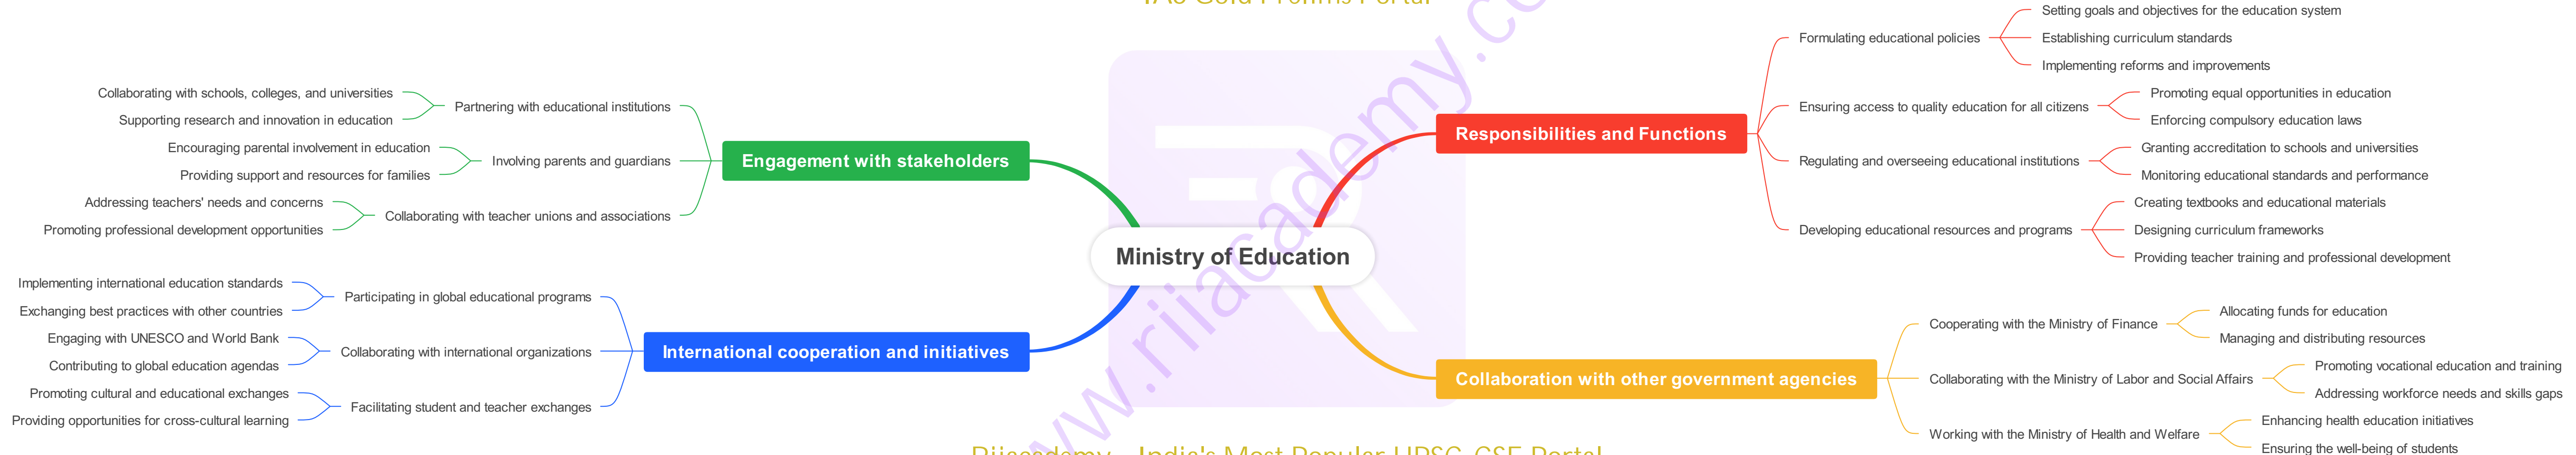 IAS Gold Prelims Portal
Ministry of Education
Responsibilities and Functions
Formulating educational policies
Setting goals and objectives for the education system
Establishing curriculum standards
Implementing reforms and improvements
Ensuring access to quality education for all citizens
Promoting equal opportunities in education
Enforcing compulsory education laws
Regulating and overseeing educational institutions
Granting accreditation to schools and universities
Monitoring educational standards and performance
Developing educational resources and programs
Creating textbooks and educational materials
Designing curriculum frameworks
Providing teacher training and professional development
Collaboration with other government agencies
Cooperating with the Ministry of Finance
Allocating funds for education
Managing and distributing resources
Collaborating with the Ministry of Labor and Social Affairs
Promoting vocational education and training
Addressing workforce needs and skills gaps
Working with the Ministry of Health and Welfare
Enhancing health education initiatives
Ensuring the well-being of students
Engagement with stakeholders
Partnering with educational institutions
Collaborating with schools, colleges, and universities
Supporting research and innovation in education
Involving parents and guardians
Encouraging parental involvement in education
Providing support and resources for families
Collaborating with teacher unions and associations
Addressing teachers' needs and concerns
Promoting professional development opportunities
International cooperation and initiatives
Participating in global educational programs
Implementing international education standards
Exchanging best practices with other countries
Collaborating with international organizations
Engaging with UNESCO and World Bank
Contributing to global education agendas
Facilitating student and teacher exchanges
Promoting cultural and educational exchanges
Providing opportunities for cross-cultural learning
India's Most Popular UPSC-CSE Portal